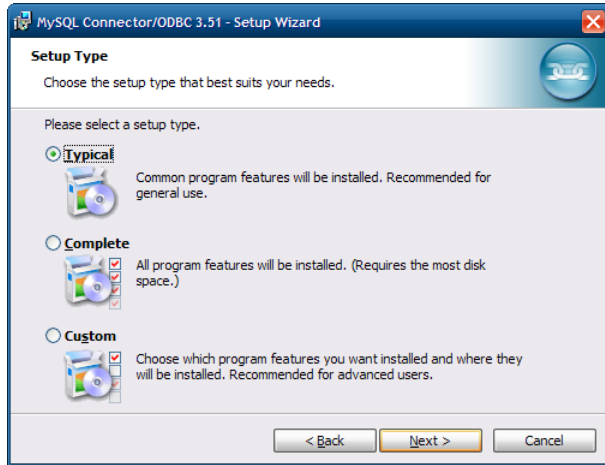 MySQL Connector/ODBC 3.51 - Setup Wizard
Setup Type
Choose the setup type that best suits your needs.
Please select a setup type.
Typical
Common program features will be installed. Recommended for
general use.
Complete
All program features will be installed. (Requires the most disk
space.)
Custom
Choose which program features you want installed and where they
will be installed. Recommended for advanced users.
< Back
Next >
Cancel